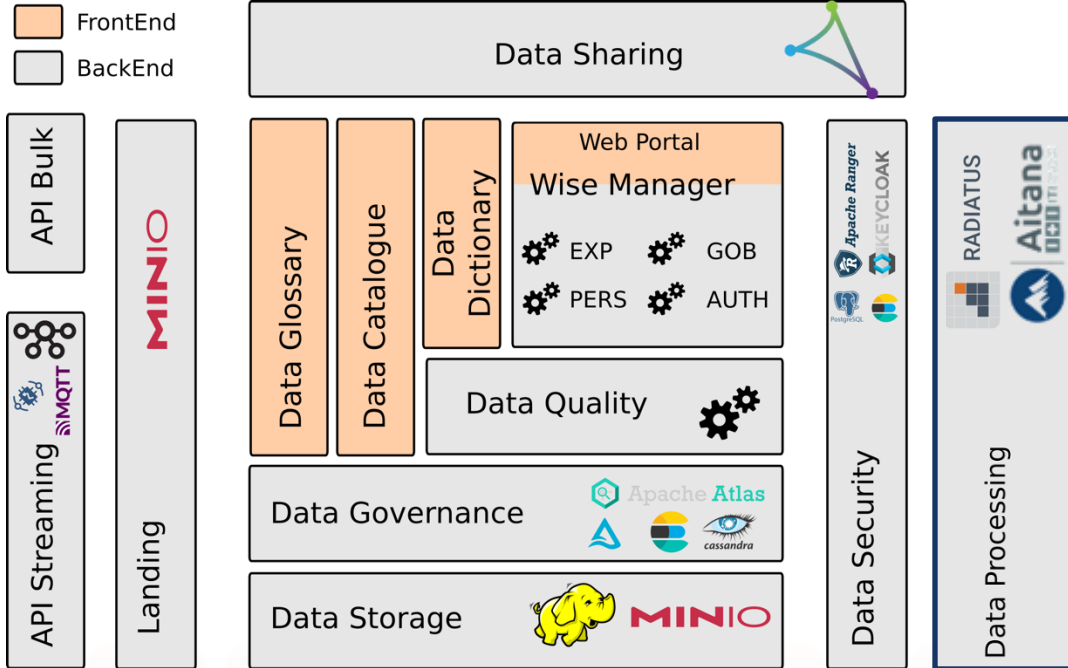 FrontEnd
BackEnd
Data Sharing
API Bulk
API Streaming
MQTT
Landing
MINIO
Data Glossary
Data Catalogue
Data
Dictionary
Web Portal
Wise Manager
EXP
GOB
PERS
AUTH
Data Quality
Data Governance
Apache Atlas
cassandra
Data Storage
MINIO
Data Security
Apache Ranger
KEYCLOAK
R
PostgreSQL
Data Processing
RADIATUS
Aitana